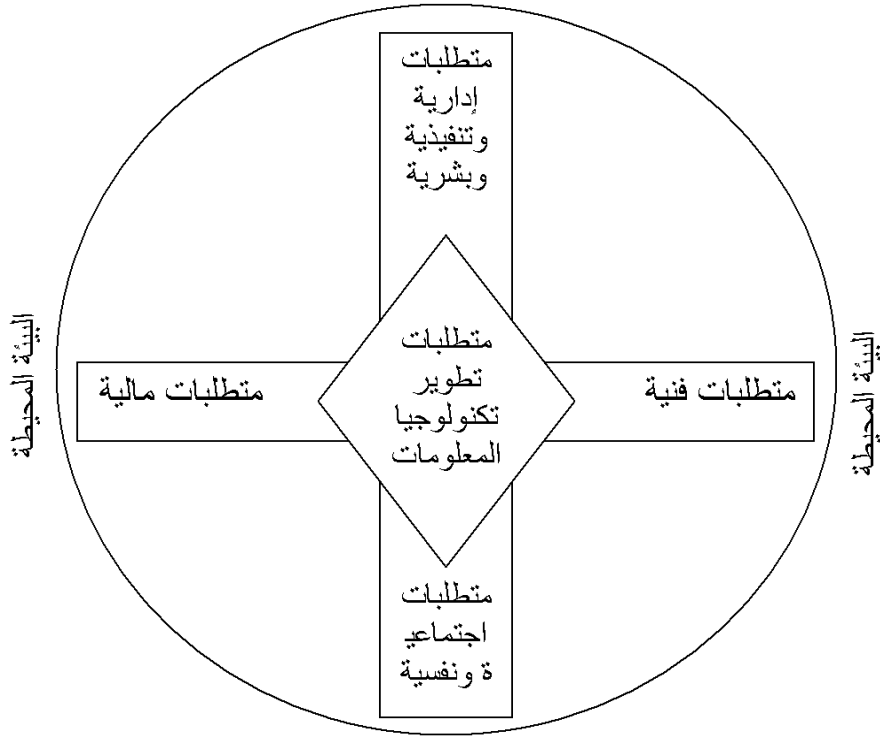 متطلبات
إدارية
وتنفيذية
وبشرية
البيئة المحيطة
متطلبات فنية
متطلبات
تطوير
تكنولوجيا
المعلومات
متطلبات مالية
البيئة المحيطة
متطلبات
اجتماعي
ة ونفسية